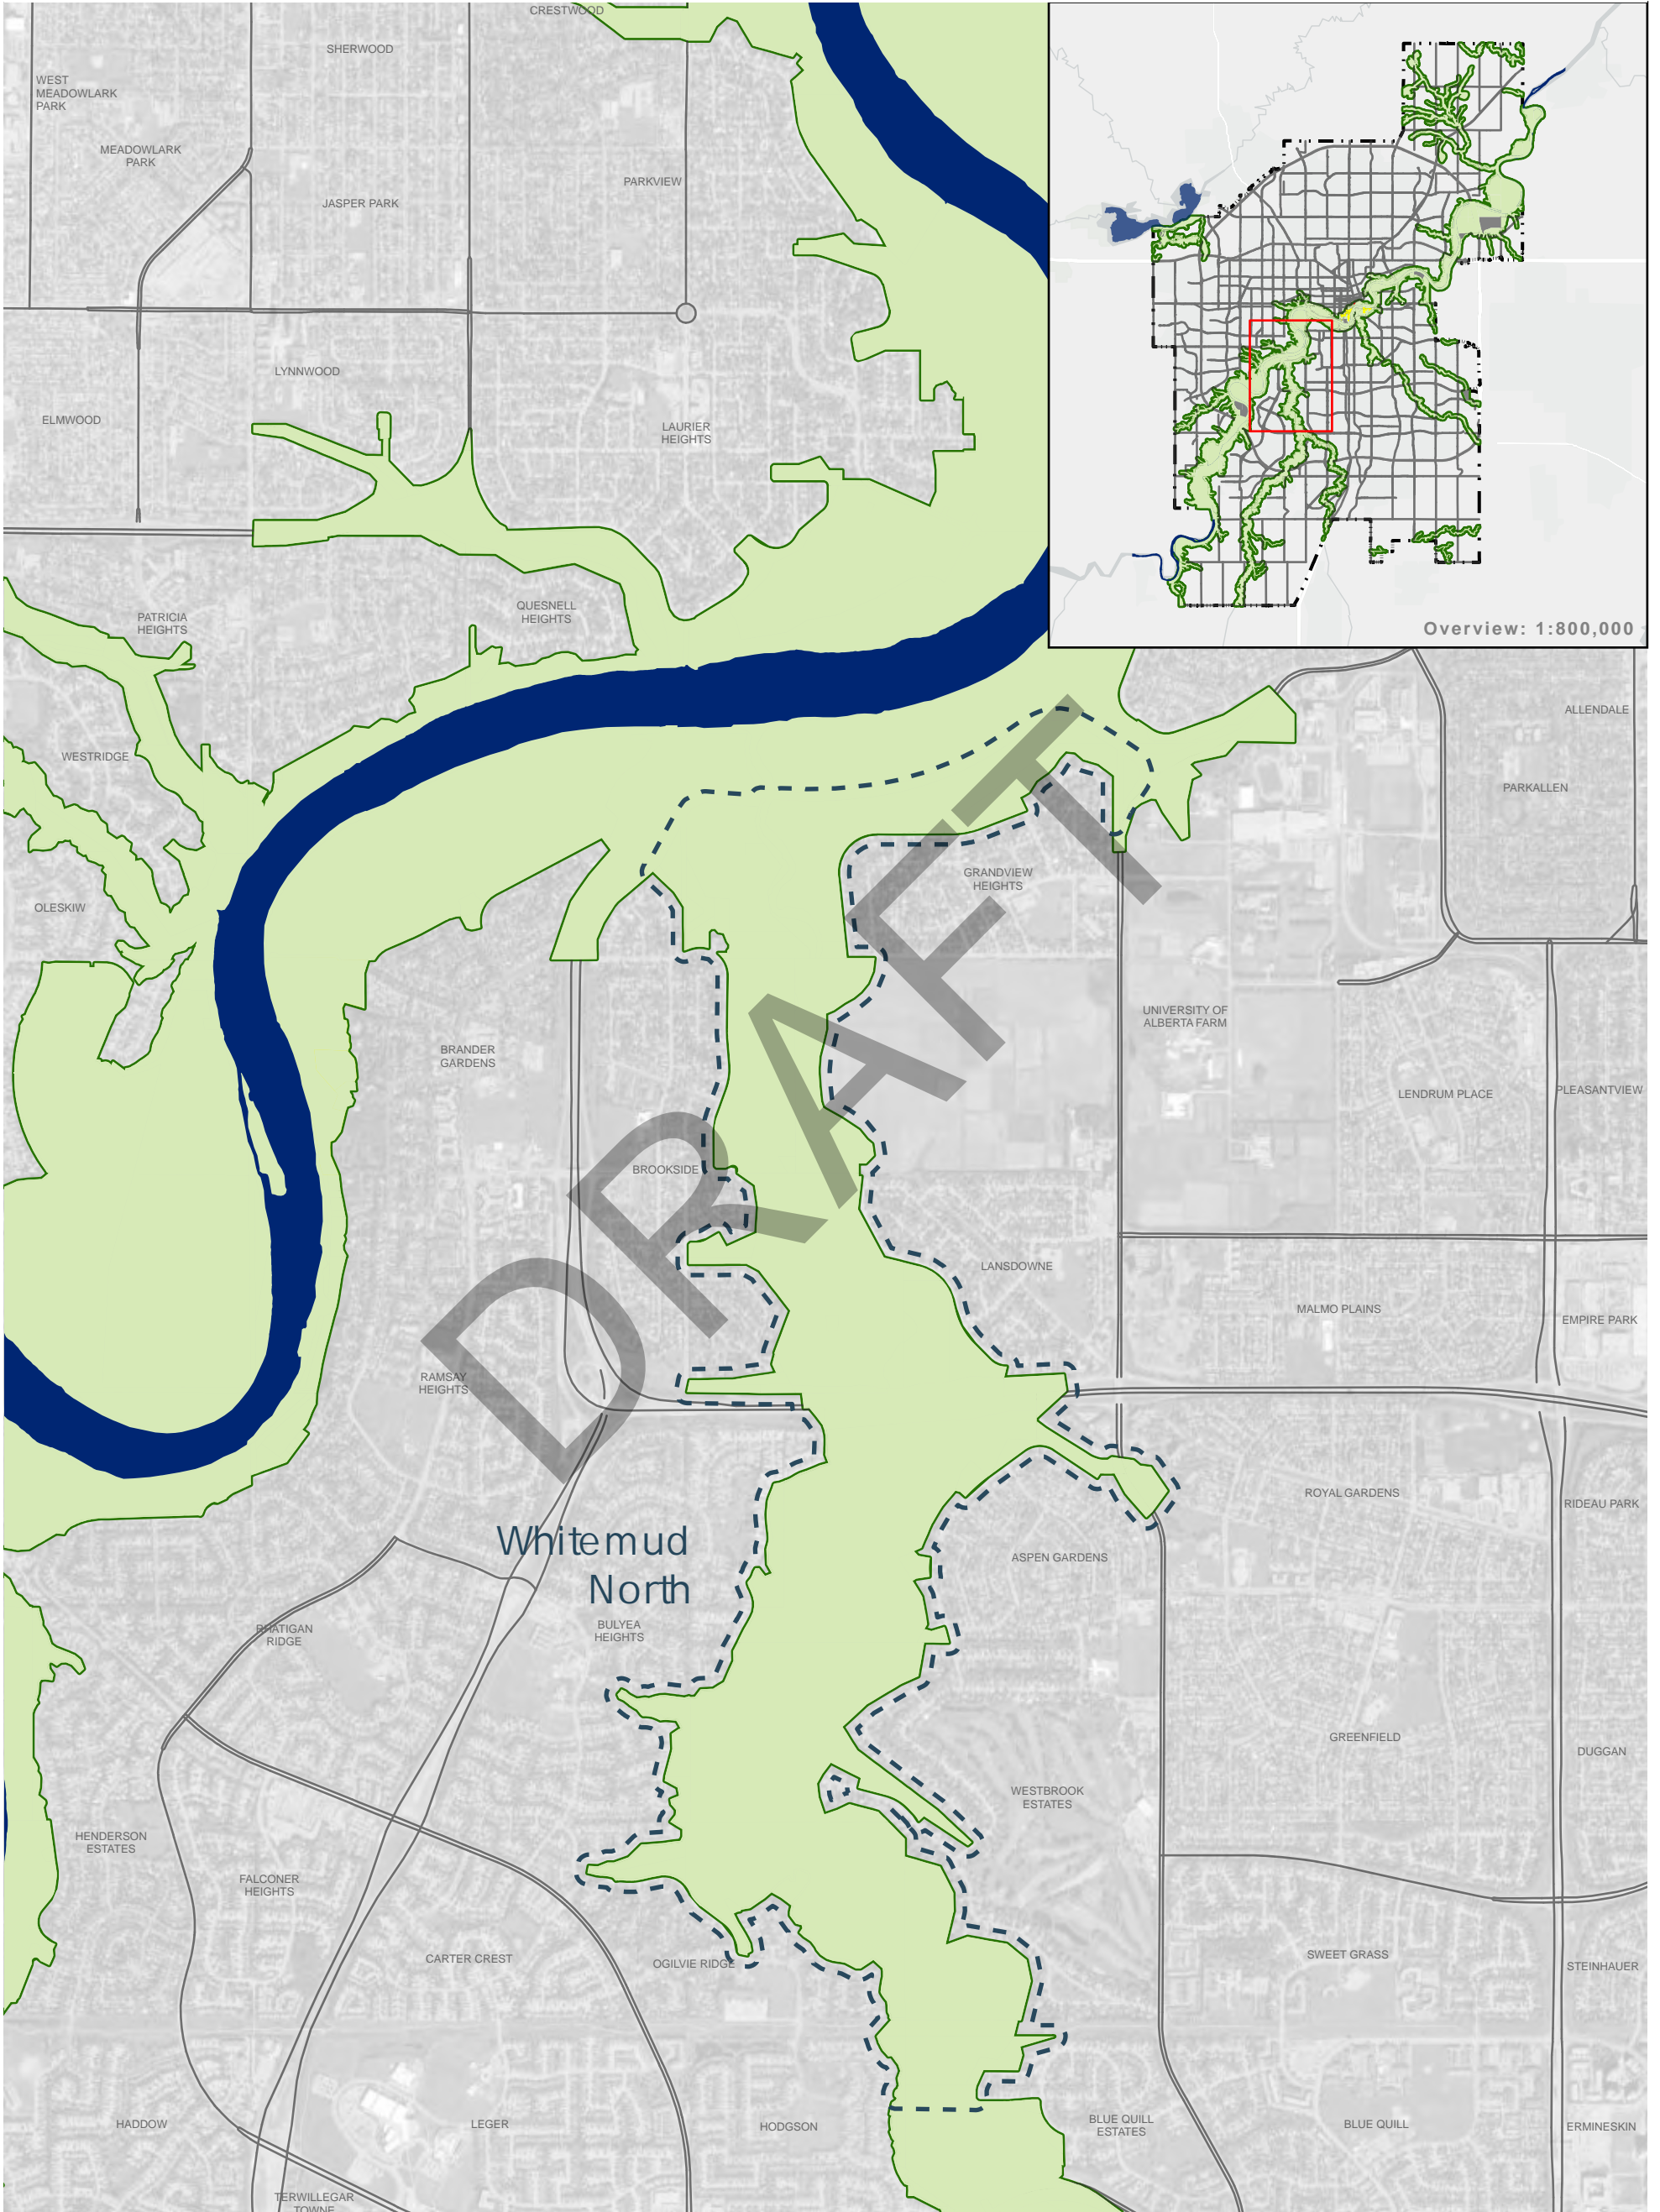 CRESTWOOD
SHERWOOD
WEST
MEADOWLARK
PARK
MEADOWLARK
PARK
PARKVIEW
JASPER PARK
LYNNWOOD
ELMWOOD
LAURIER
HEIGHTS
Overview: 1:800,000
PATRICIA
HEIGHTS
QUESNELL
HEIGHTS
ALLENDALE
WESTRIDGE
PARKALLEN
GRANDVIEW
HEIGHTS
OLESKIW
UNIVERSITY OF
ALBERTA FARM
BRANDER
GARDENS
LENDRUM PLACE
PLEASANTVIEW
BROOKSIDE
DRAFT
LANSDOWNE
MALMO PLAINS
EMPIRE PARK
RAMSAY
HEIGHTS
ROYAL GARDENS
RIDEAU PARK
Whitemud
North
ASPEN GARDENS
BULYEA
HEIGHTS
RHATIGAN
RIDGE
GREENFIELD
DUGGAN
WESTBROOK
ESTATES
HENDERSON
ESTATES
FALCONER
HEIGHTS
CARTER CREST
OGILVIE RIDGE
SWEET GRASS
STEINHAUER
HADDOW
LEGER
HODGSON
BLUE QUILL
ESTATES
BLUE QUILL
ERMINESKIN
TERWILLEGAR
TOWNE